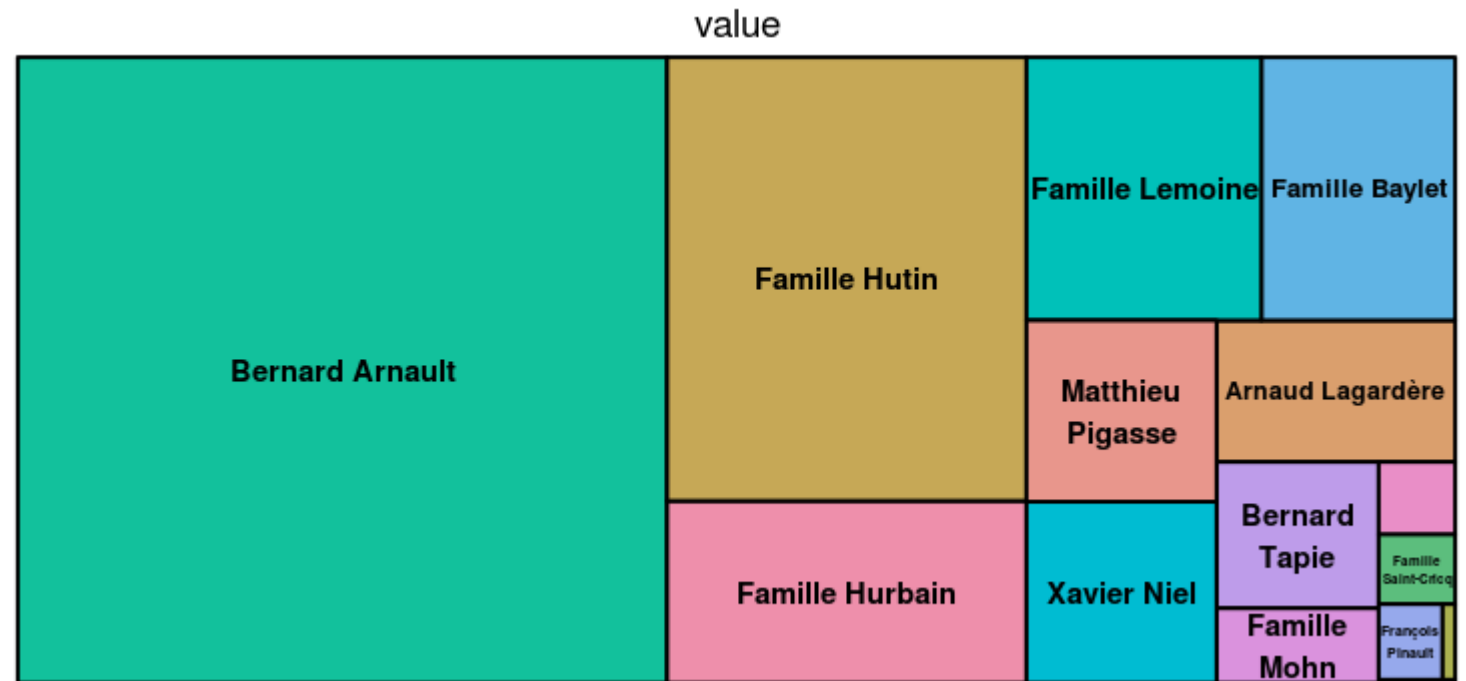 value
Bernard Arnault
Famille Hutin
Famille Hurbain
Famille Lemoine
Famille Baylet
Matthieu
Pigasse
Arnaud Lagardère
Xavier Niel
Bernard
Tapie
Famille
Mohn
Famille
Saint-Cricq
François
Pinault